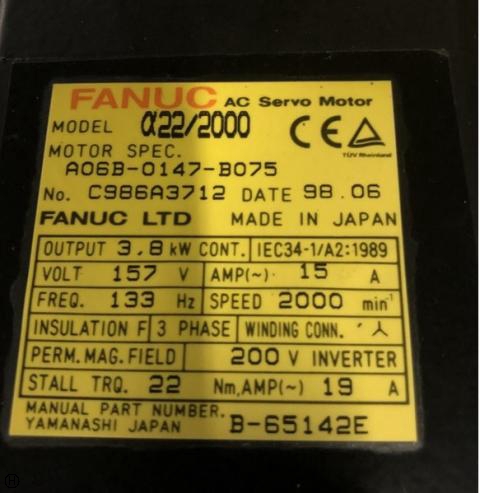 FANUC AC Servo Motor
MODEL α22/2000
CE TÜV Rheinland
MOTOR SPEC.
A06B-0147-B075
No. C986A3712 DATE 98.06
FANUC LTD MADE IN JAPAN
OUTPUT 3.8 kW CONT. IEC34-1/A2:1989
VOLT 157 V AMP(~) 15 A
FREQ. 133 Hz SPEED 2000 min⁻¹
INSULATION F 3 PHASE WINDING CONN. 人
PERM.MAG.FIELD 200 V INVERTER
STALL TRQ. 22 Nm,AMP(~) 19 A
MANUAL PART NUMBER.
YAMANASHI JAPAN B-65142E
H